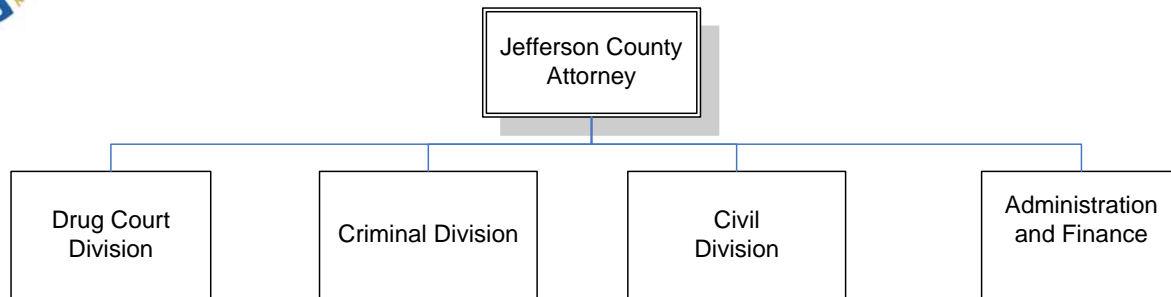 Jefferson County
Attorney
Drug Court
Division
Criminal Division
Civil
Division
Administration
and Finance